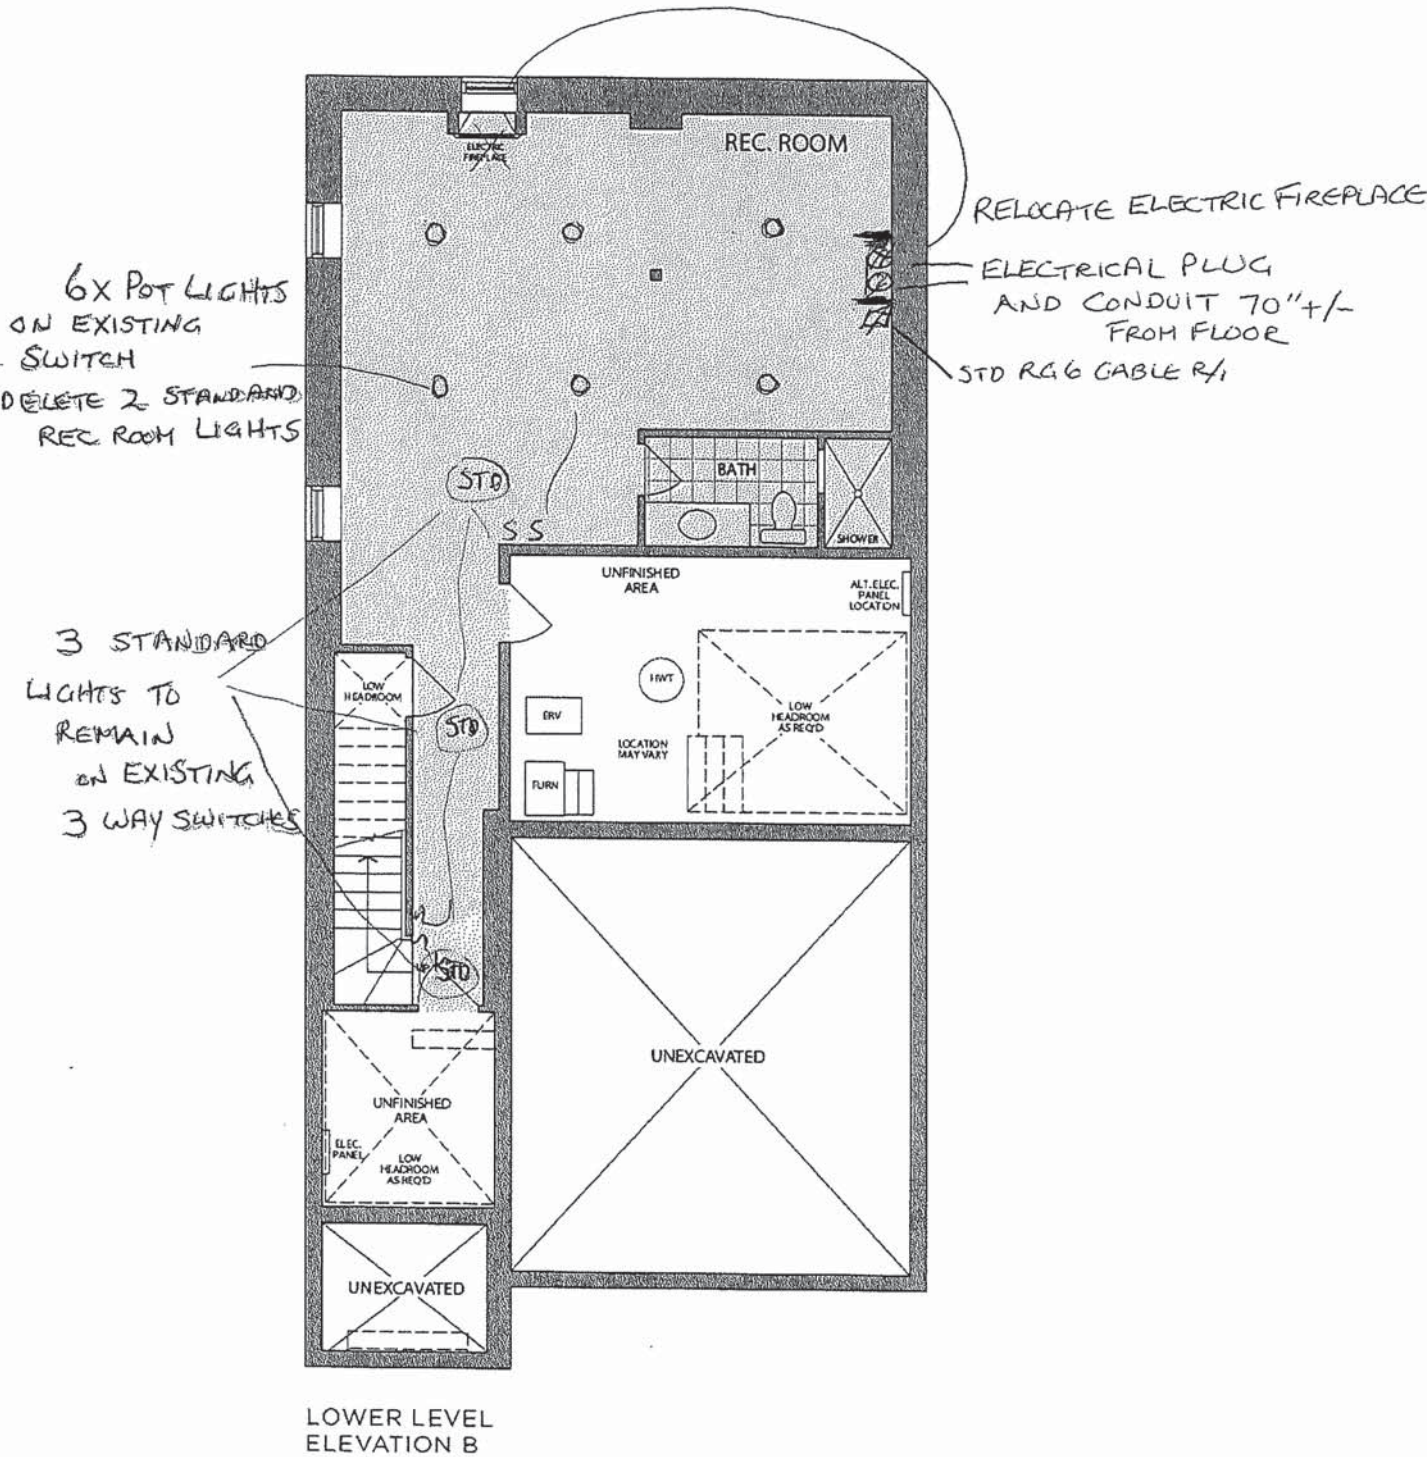 ELECTRIC
FIREPLACE
REC. ROOM
RELOCATE ELECTRIC FIREPLACE
ELECTRICAL PLUG
AND CONDUIT 70"+/-
FROM FLOOR
STD RG6 CABLE R/I
6X POT LIGHTS
ON EXISTING
SWITCH
DELETE 2 STANDARD
REC ROOM LIGHTS
STD
S S
BATH
SHOWER
UNFINISHED
AREA
ALT. ELEC.
PANEL
LOCATION
3 STANDARD
LIGHTS TO
REMAIN
ON EXISTING
3 WAY SWITCHES
LOW
HEADROOM
HWT
ERV
LOW
HEADROOM
AS REQ'D
STD
LOCATION
MAY VARY
FURN
UP
STD
UNEXCAVATED
UNFINISHED
AREA
ELEC.
PANEL
LOW
HEADROOM
AS REQ'D
UNEXCAVATED
LOWER LEVEL
ELEVATION B